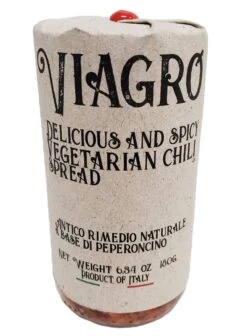 VIAGRO
DELICIOUS AND SPICY
VEGETARIAN CHILI
SPREAD
ANTICO RIMEDIO NATURALE
A BASE DI PEPERONCINO
NET WEIGHT 6.34 OZ 180G
PRODUCT OF ITALY